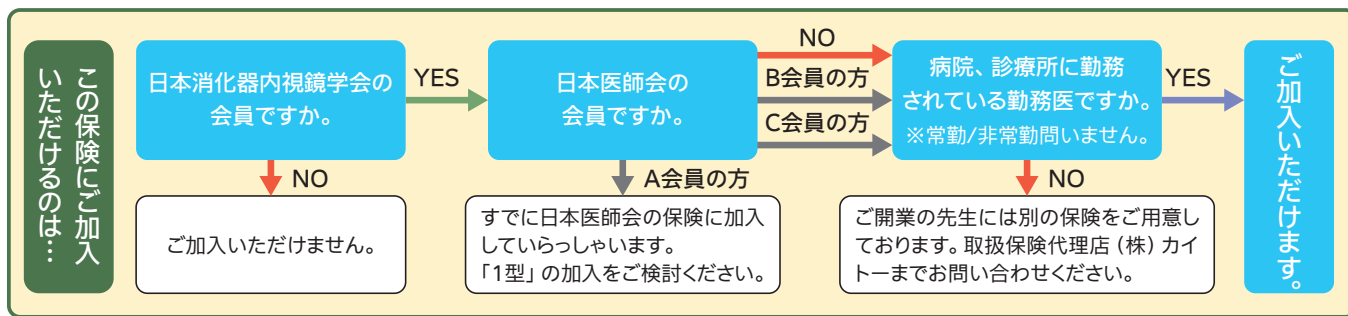 この保険にご加入
いただけるのは…
日本消化器内視鏡学会の
会員ですか。
YES
NO
ご加入いただけません。
日本医師会の
会員ですか。
NO
B会員の方
C会員の方
A会員の方
すでに日本医師会の保険に加入
していらっしゃいます。
「1型」の加入をご検討ください。
病院、診療所に勤務
されている勤務医ですか。
※常勤/非常勤問いません。
YES
NO
ご開業の先生には別の保険をご用意し
ております。取扱保険代理店(株)カイ
トーまでお問い合わせください。
ご加入いただけます。